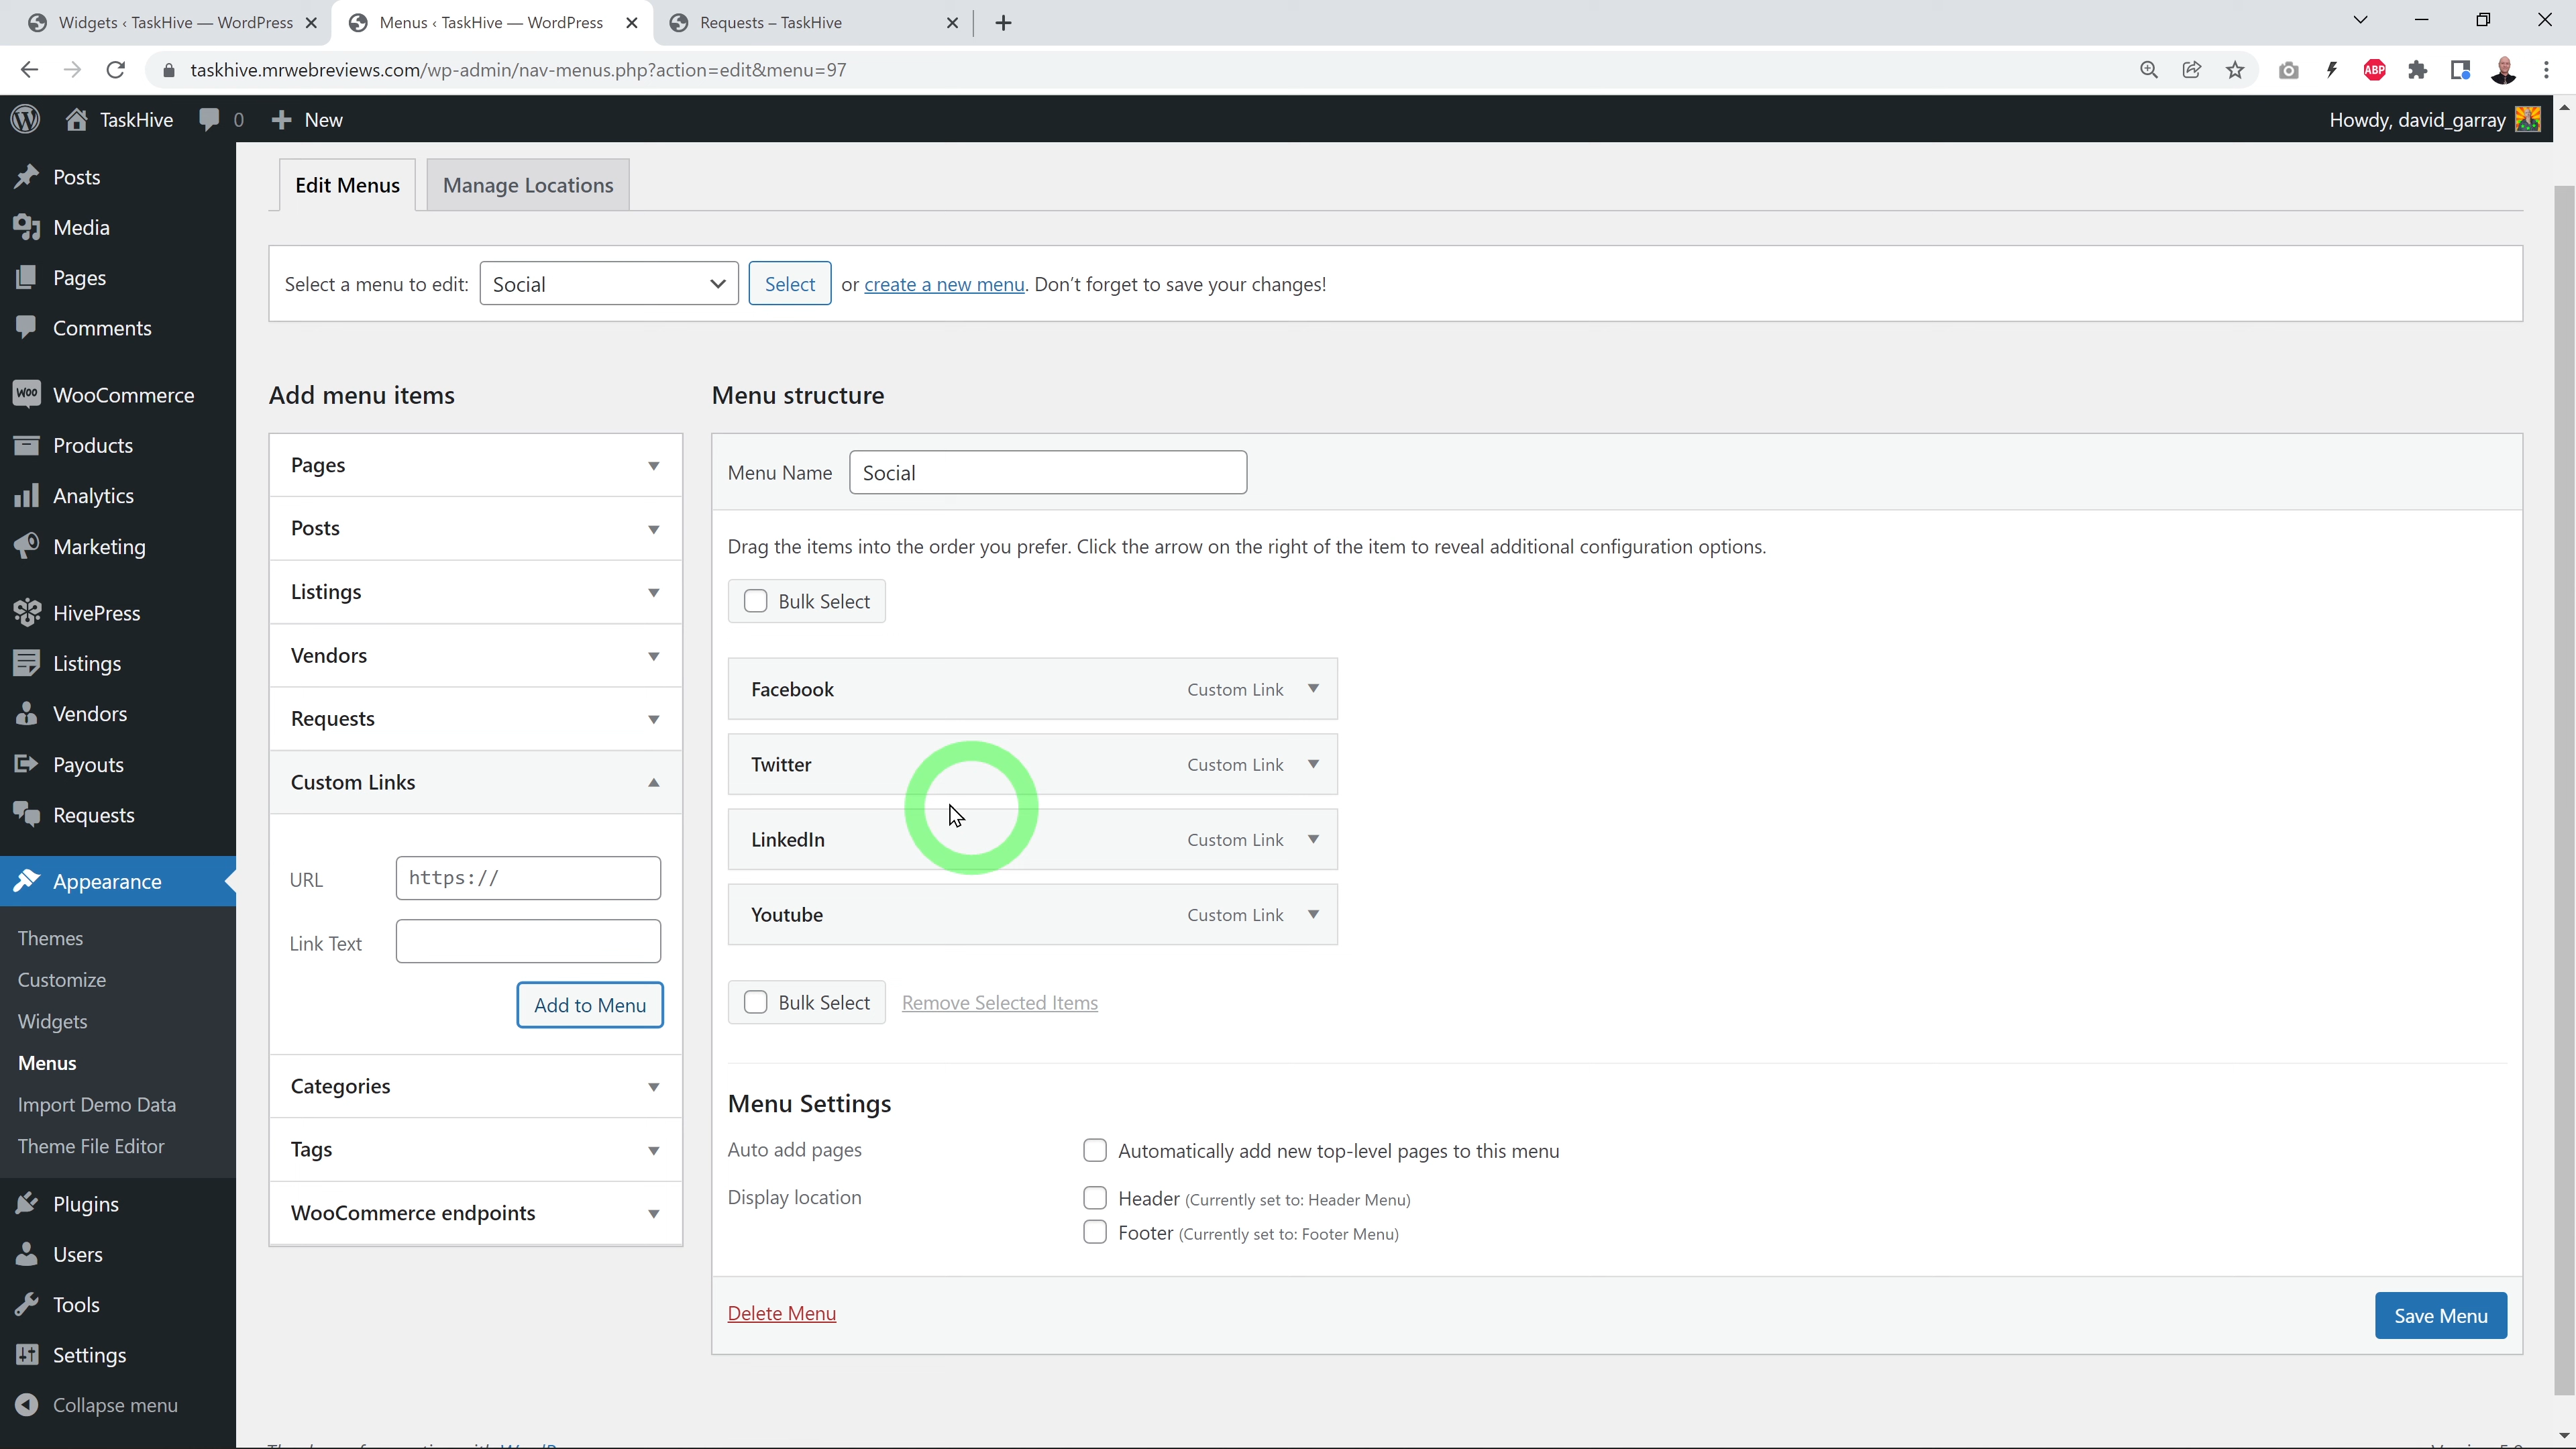 Widgets ‹ TaskHive — WordPress
Menus ‹ TaskHive — WordPress
Requests – TaskHive
taskhive.mrwebreviews.com/wp-admin/nav-menus.php?action=edit&menu=97
ABP
TaskHive
0
New
Howdy, david_garray
Posts
Media
Pages
Comments
Woo
WooCommerce
Products
Analytics
Marketing
HivePress
Listings
Vendors
Payouts
Requests
Appearance
Themes
Customize
Widgets
Menus
Import Demo Data
Theme File Editor
Plugins
Users
Tools
Settings
Collapse menu
Edit Menus
Manage Locations
Select a menu to edit: Social Select or create a new menu. Don't forget to save your changes!
Add menu items
Pages
Posts
Listings
Vendors
Requests
Custom Links
URL https://
Link Text
Add to Menu
Categories
Tags
WooCommerce endpoints
Menu structure
Menu Name Social
Drag the items into the order you prefer. Click the arrow on the right of the item to reveal additional configuration options.
Bulk Select
Facebook Custom Link
Twitter Custom Link
LinkedIn Custom Link
Youtube Custom Link
Bulk Select Remove Selected Items
Menu Settings
Auto add pages Automatically add new top-level pages to this menu
Display location Header (Currently set to: Header Menu)
Footer (Currently set to: Footer Menu)
Delete Menu
Save Menu